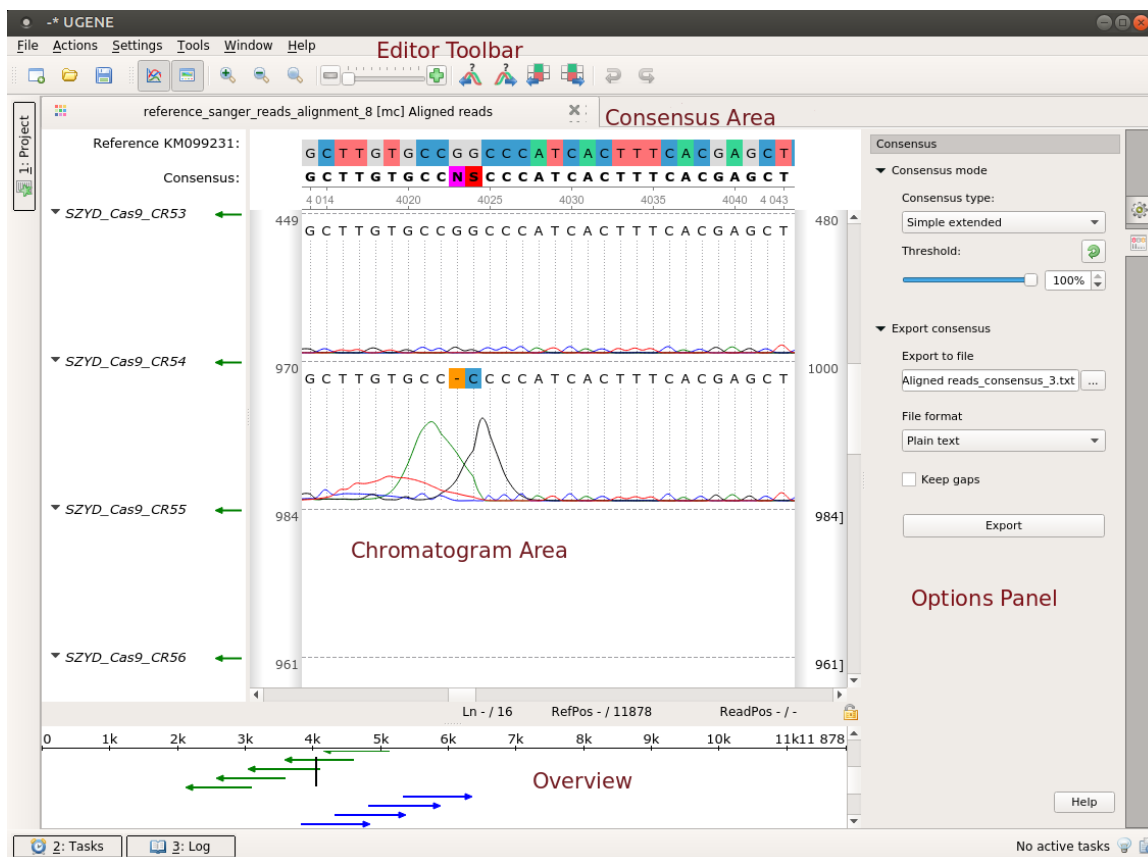 -* UGENE
File Actions Settings Tools Window Help
Editor Toolbar
reference_sanger_reads_alignment_8 [mc] Aligned reads
Consensus Area
1: Project
Reference KM099231:
G C T T G T G C C G G C C C A T C A C T T T C A C G A G C T
Consensus:
G C T T G T G C C N S C C C A T C A C T T T C A C G A G C T
4 014 4020 4025 4030 4035 4040 4 043
SZYD_Cas9_CR53
449 480
G C T T G T G C C G G C C C A T C A C T T T C A C G A G C T
SZYD_Cas9_CR54
970 1000
G C T T G T G C C - C C C C A T C A C T T T C A C G A G C T
SZYD_Cas9_CR55
984 984]
Chromatogram Area
SZYD_Cas9_CR56
961 961]
Ln - / 16 RefPos - / 11878 ReadPos - / -
0 1k 2k 3k 4k 5k 6k 7k 8k 9k 10k 11k11 878
Overview
Consensus
Consensus mode
Consensus type:
Simple extended
Threshold:
100%
Export consensus
Export to file
Aligned reads_consensus_3.txt ...
File format
Plain text
Keep gaps
Export
Options Panel
Help
2: Tasks 3: Log No active tasks